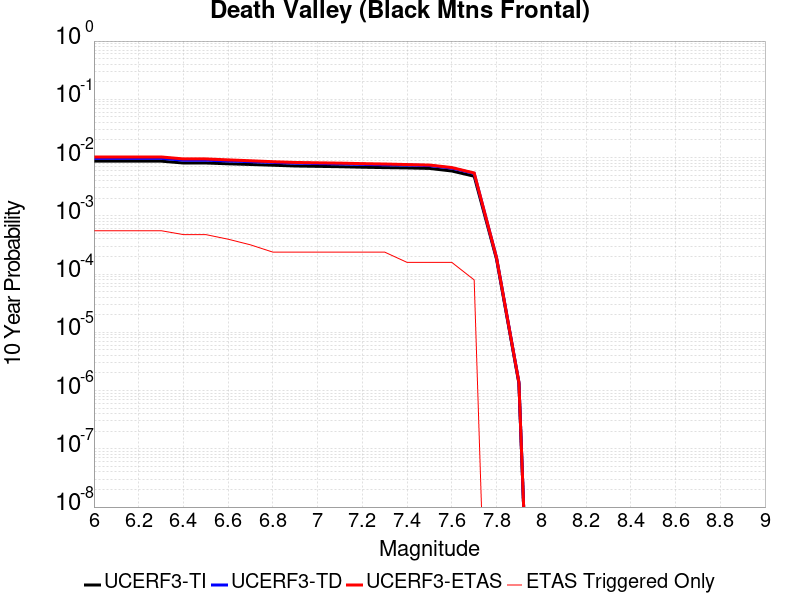 Death Valley (Black Mtns Frontal)
10^0
10^-1
10^-2
10^-3
10^-4
10^-5
10^-6
10^-7
10^-8
10 Year Probability
6 6.2 6.4 6.6 6.8 7 7.2 7.4 7.6 7.8 8 8.2 8.4 8.6 8.8 9
Magnitude
UCERF3-TI UCERF3-TD UCERF3-ETAS ETAS Triggered Only